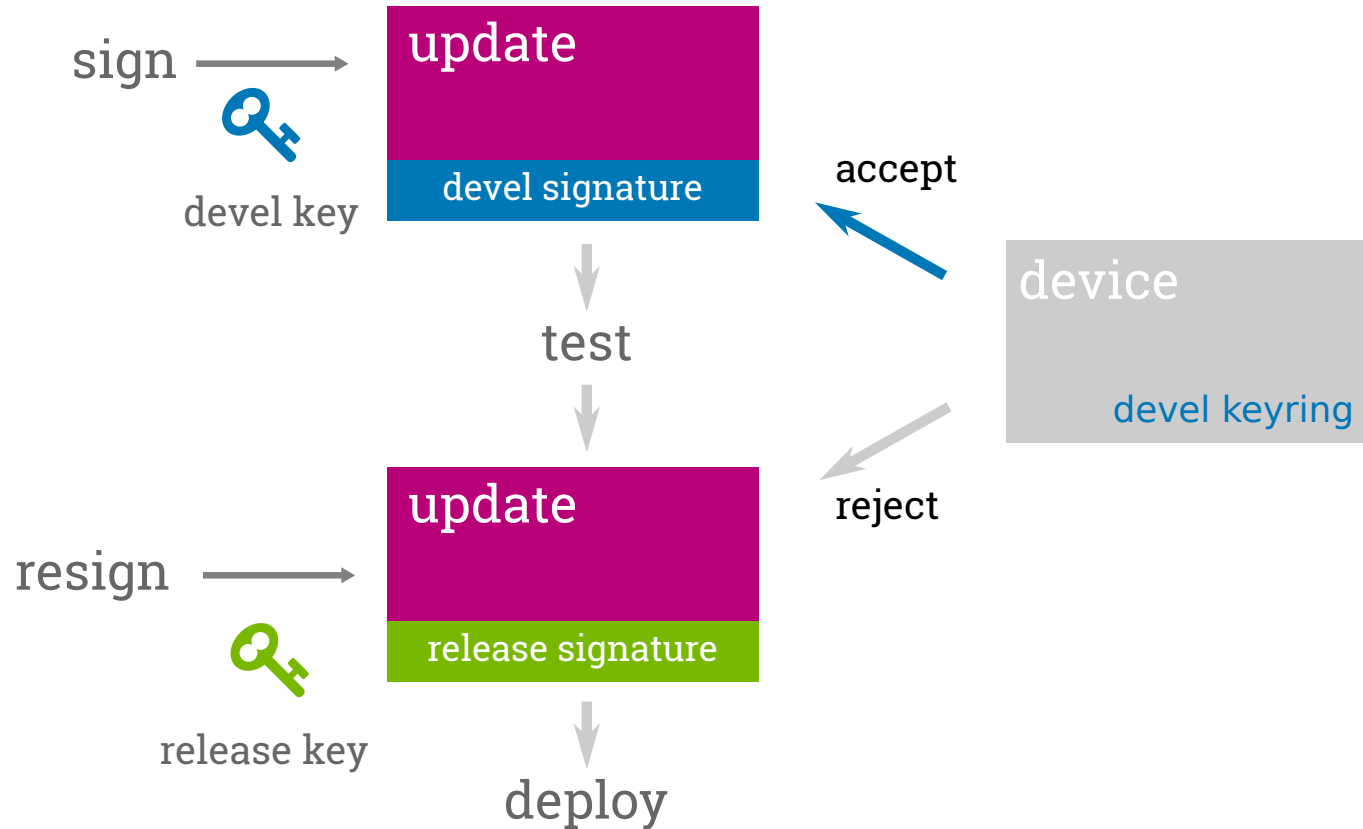 sign
update
devel key
devel signature
accept
device
devel keyring
test
reject
resign
update
release key
release signature
deploy